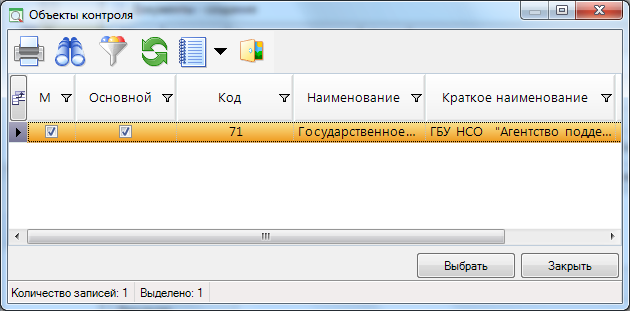 Объекты контроля
М Основной Код Наименование Краткое наименование
71 Государственное... ГБУ НСО "Агентство подде...
Выбрать Закрыть
Количество записей: 1 Выделено: 1